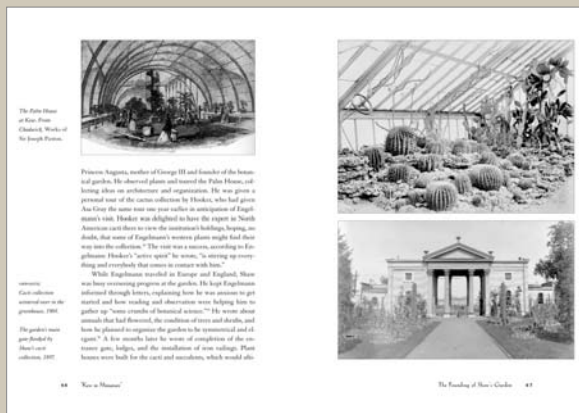 The Palm House
at Kew. From
Chadwick, Works of
Sir Joseph Paxton.
Princess Augusta, mother of George III and founder of the botan-
ical garden. He observed plants and toured the Palm House, col-
lecting ideas on architecture and organization. He was given a
personal tour of the cactus collection by Hooker, who had given
Asa Gray the same tour one year earlier in anticipation of Engel-
mann's visit. Hooker was delighted to have the expert in North
American cacti there to view the institution's holdings, hoping, no
doubt, that some of Engelmann's western plants might find their
way into the collection. The visit was a success, according to En-
gelmann: Hooker's "active spirit" he wrote, "is stirring up every-
thing and everybody that comes in contact with him."
While Engelmann traveled in Europe and England, Shaw
was busy overseeing progress at the garden. He kept Engelmann
informed through letters, explaining how he was anxious to get
started and how reading and observation were helping him to
gather up "some crumbs of botanical science." He wrote about
annuals that had flowered, the condition of trees and shrubs, and
how he planned to organize the garden to be symmetrical and el-
egant. A few months later he wrote of completion of the en-
trance gate, lodges, and the installation of iron railings. Plant
houses were built for the cacti and succulents, which would ulti-
opposite:
Cacti collection
wintered over in the
greenhouse,
The garden's main
gate flanked by
Shaw's cacti
collection,
'Kew in Miniature'
The Founding of Shaw's Garden